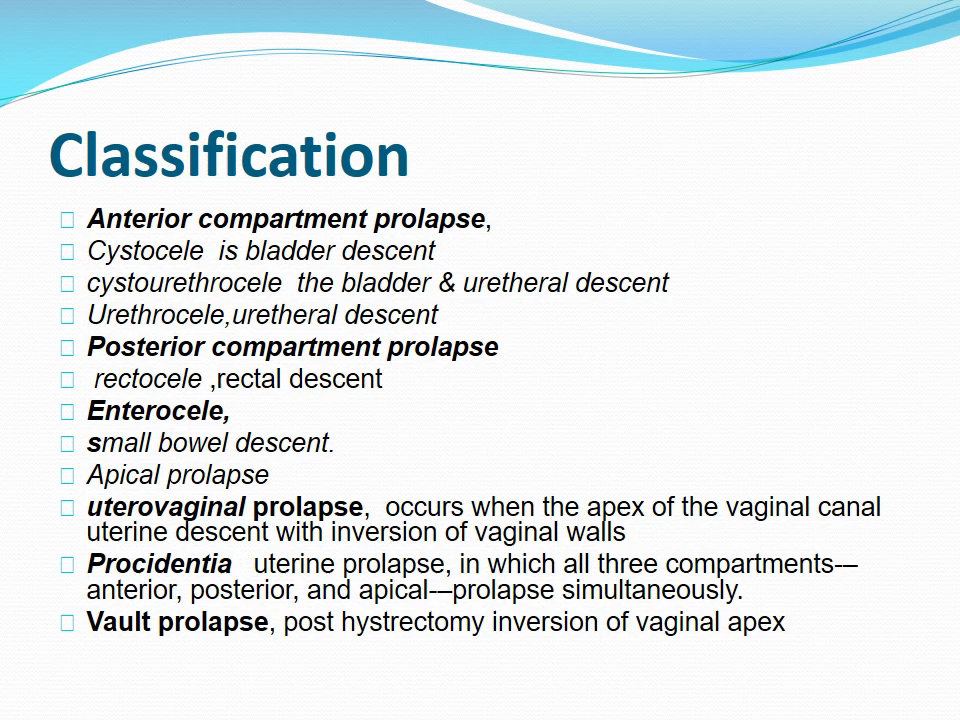 Classification
Anterior compartment prolapse,
Cystocele is bladder descent
cystourethrocele the bladder & uretheral descent
Urethrocele,uretheral descent
Posterior compartment prolapse
rectocele ,rectal descent
Enterocele,
small bowel descent.
Apical prolapse
uterovaginal prolapse, occurs when the apex of the vaginal canal
uterine descent with inversion of vaginal walls
Procidentia uterine prolapse, in which all three compartments-–
anterior, posterior, and apical-–prolapse simultaneously.
Vault prolapse, post hystrectomy inversion of vaginal apex